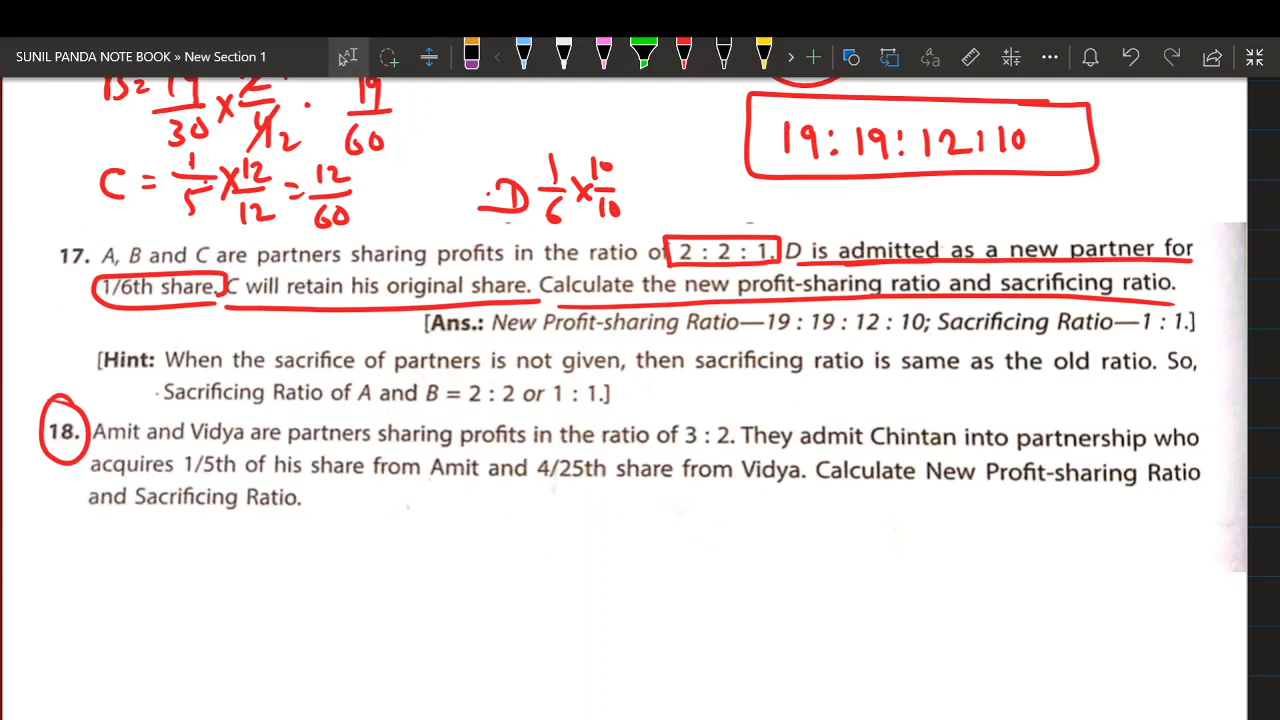 SUNIL PANDA NOTE BOOK » New Section 1
B= 19/30 × 2/4 2 · 19/60
19 : 19 : 12 : 10
C = 1/5 × 12/12 = 12/60
D 1/6 × 10/10
17. A, B and C are partners sharing profits in the ratio of 2 : 2 : 1. D is admitted as a new partner for
1/6th share. C will retain his original share. Calculate the new profit-sharing ratio and sacrificing ratio.
[Ans.: New Profit-sharing Ratio—19 : 19 : 12 : 10; Sacrificing Ratio—1 : 1.]
[Hint: When the sacrifice of partners is not given, then sacrificing ratio is same as the old ratio. So,
Sacrificing Ratio of A and B = 2 : 2 or 1 : 1.]
18. Amit and Vidya are partners sharing profits in the ratio of 3 : 2. They admit Chintan into partnership who
acquires 1/5th of his share from Amit and 4/25th share from Vidya. Calculate New Profit-sharing Ratio
and Sacrificing Ratio.